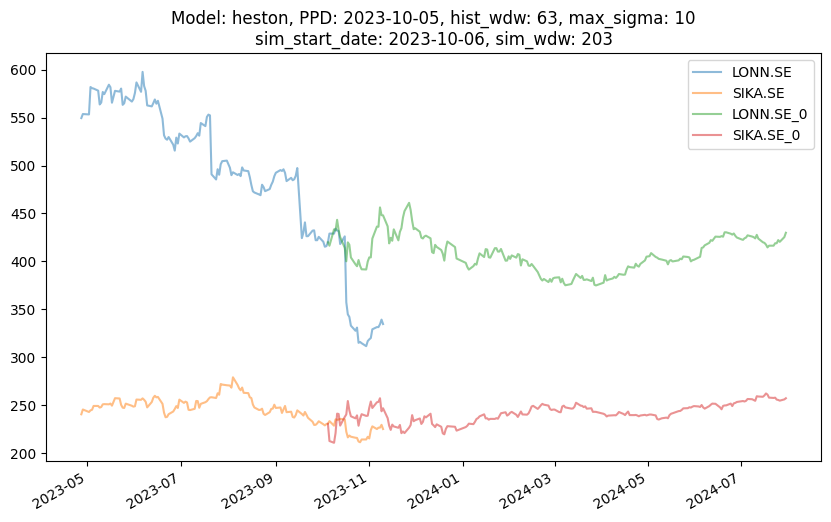 Model: heston, PPD: 2023-10-05, hist_wdw: 63, max_sigma: 10
sim_start_date: 2023-10-06, sim_wdw: 203
LONN.SE
SIKA.SE
LONN.SE_0
SIKA.SE_0
600
550
500
450
400
350
300
250
200
2023-05
2023-07
2023-09
2023-11
2024-01
2024-03
2024-05
2024-07